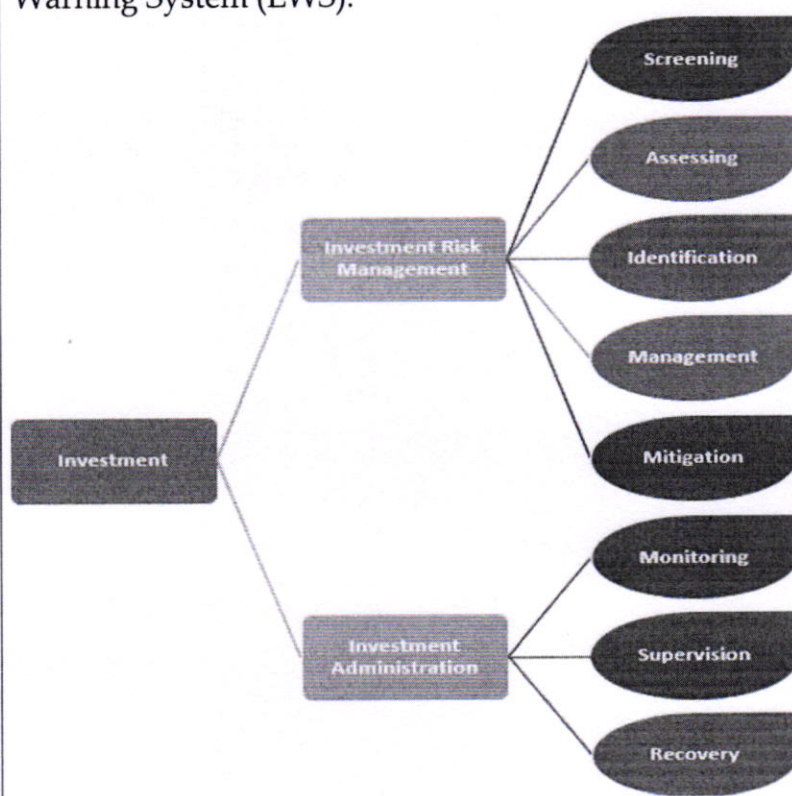 Warning System (EWS).
Screening
Assessing
Investment Risk
Management
Identification
Management
Investment
Mitigation
Monitoring
Investment
Administration
Supervision
Recovery